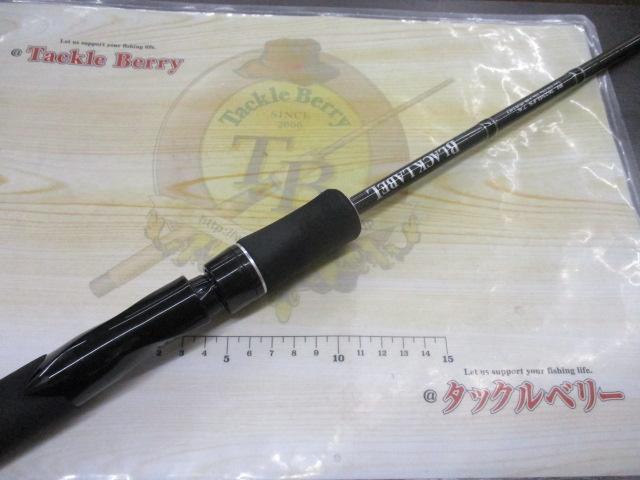 Let us support your fishing life.
@ Tackle Berry
Tackle Berry
SINCE
2000
TB
BLACK LABEL
2 3 4 5 6 7 8 9 10 11 12 13 14 15
Let us support your fishing life.
@ タックルベリー